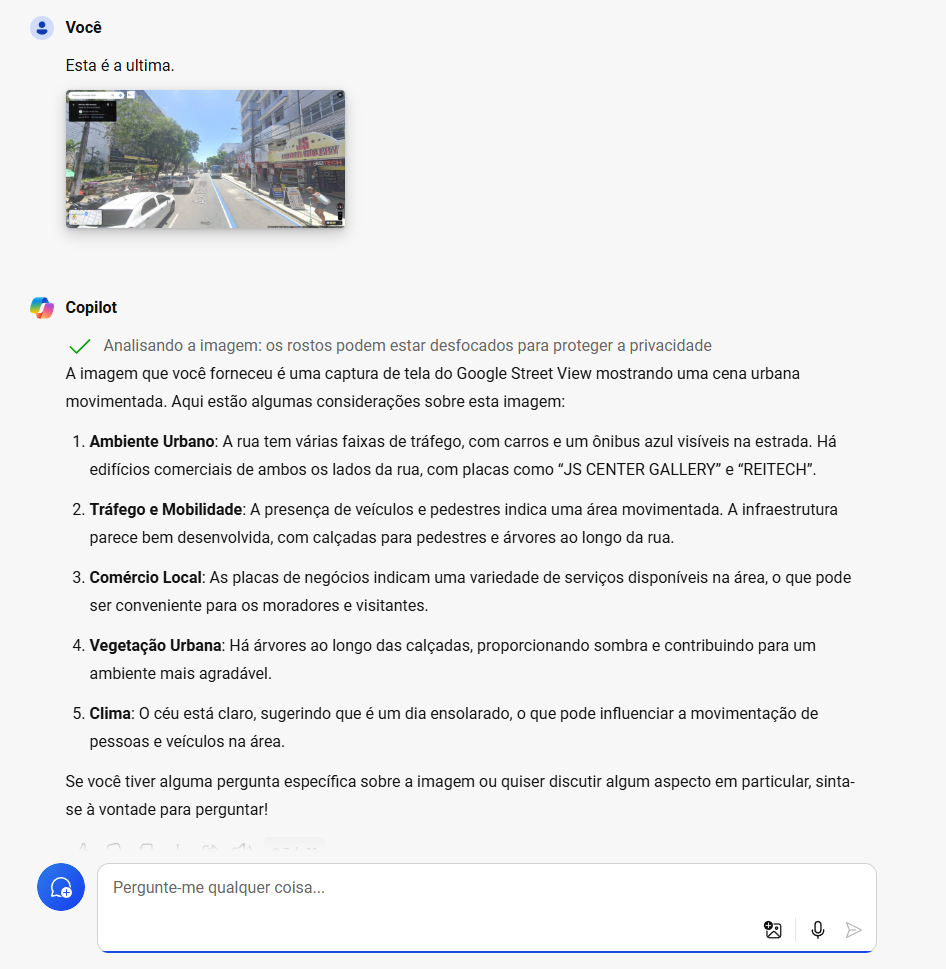 Você
Esta é a ultima.
JS
Copilot
Analisando a imagem: os rostos podem estar desfocados para proteger a privacidade
A imagem que você forneceu é uma captura de tela do Google Street View mostrando uma cena urbana
movimentada. Aqui estão algumas considerações sobre esta imagem:
1. Ambiente Urbano: A rua tem várias faixas de tráfego, com carros e um ônibus azul visíveis na estrada. Há
edifícios comerciais de ambos os lados da rua, com placas como “JS CENTER GALLERY” e “REITECH”.
2. Tráfego e Mobilidade: A presença de veículos e pedestres indica uma área movimentada. A infraestrutura
parece bem desenvolvida, com calçadas para pedestres e árvores ao longo da rua.
3. Comércio Local: As placas de negócios indicam uma variedade de serviços disponíveis na área, o que pode
ser conveniente para os moradores e visitantes.
4. Vegetação Urbana: Há árvores ao longo das calçadas, proporcionando sombra e contribuindo para um
ambiente mais agradável.
5. Clima: O céu está claro, sugerindo que é um dia ensolarado, o que pode influenciar a movimentação de
pessoas e veículos na área.
Se você tiver alguma pergunta específica sobre a imagem ou quiser discutir algum aspecto em particular, sinta-
se à vontade para perguntar!
Pergunte-me qualquer coisa...